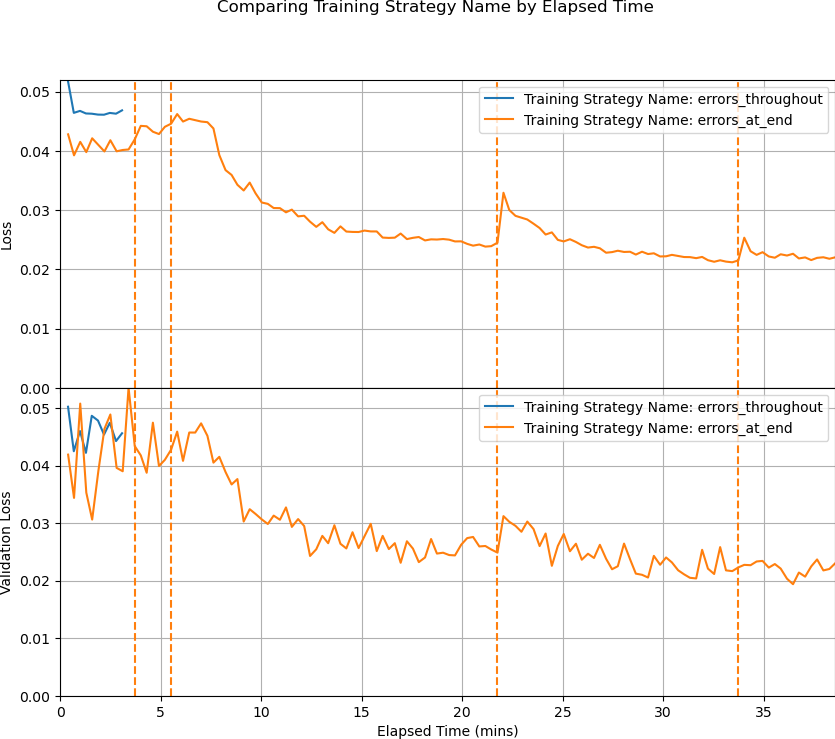 Comparing Training Strategy Name by Elapsed Time
0.05
0.04
0.03
0.02
0.01
0.00
Loss
Training Strategy Name: errors_throughout
Training Strategy Name: errors_at_end
0.05
0.04
0.03
0.02
0.01
0.00
Validation Loss
Training Strategy Name: errors_throughout
Training Strategy Name: errors_at_end
0 5 10 15 20 25 30 35
Elapsed Time (mins)